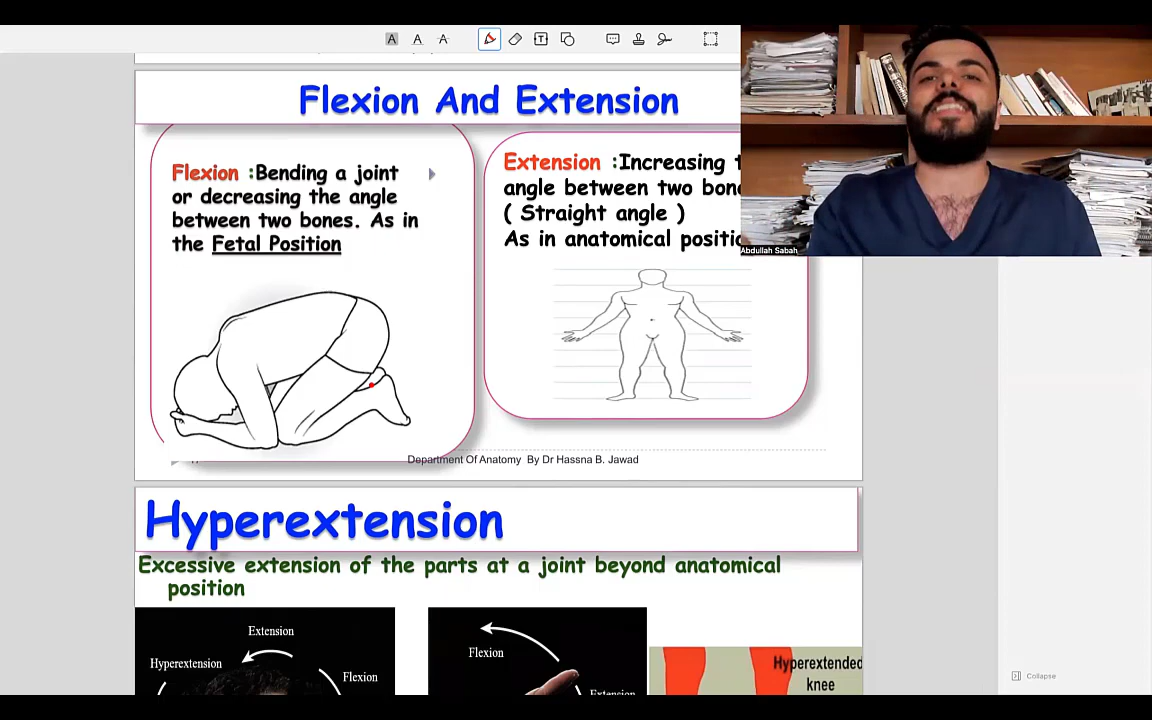 A A A T
Flexion And Extension
Flexion :Bending a joint
or decreasing the angle
between two bones. As in
the Fetal Position
Extension :Increasing
angle between two
( Straight angle )
As in anatomical
Abdullah Sabah
Department Of Anatomy By Dr Hassna B. Jawad
Hyperextension
Excessive extension of the parts at a joint beyond anatomical
position
Extension
Hyperextension
Flexion
Flexion
Extension
Hyperextended
knee
Collapse